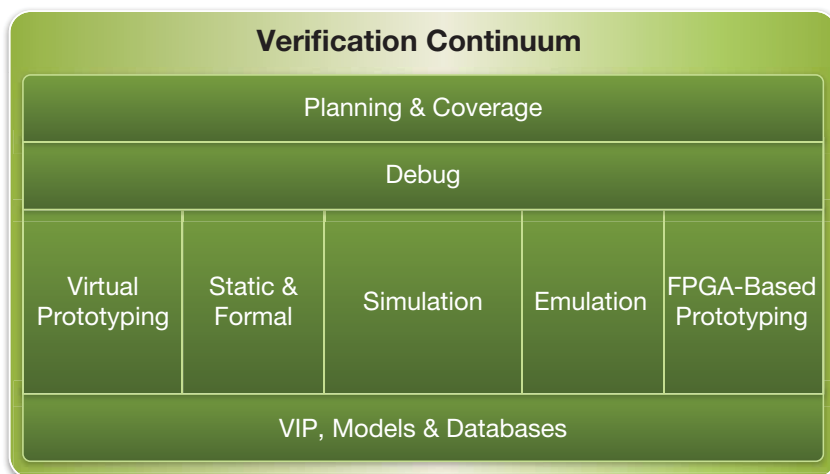 Verification Continuum
Planning & Coverage
Debug
Virtual
Prototyping
Static &
Formal
Simulation
Emulation
FPGA-Based
Prototyping
VIP, Models & Databases